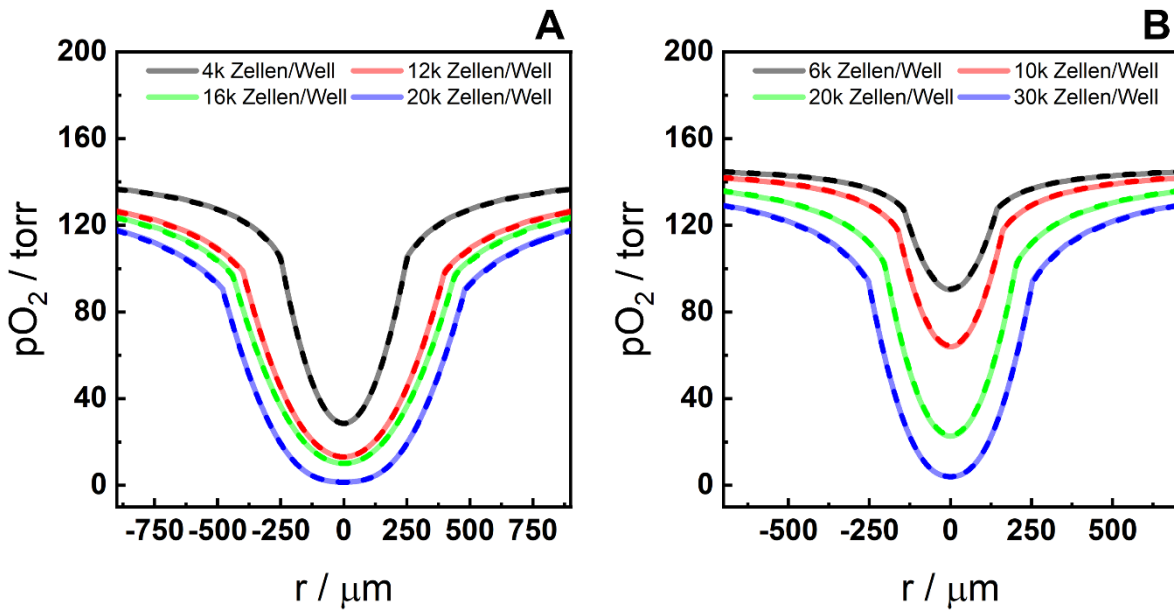 A
200
160
120
80
40
0
pO₂ / torr
4k Zellen/Well
12k Zellen/Well
16k Zellen/Well
20k Zellen/Well
-750 -500 -250 0 250 500 750
r / μm
B
200
160
120
80
40
0
pO₂ / torr
6k Zellen/Well
10k Zellen/Well
20k Zellen/Well
30k Zellen/Well
-500 -250 0 250 500
r / μm